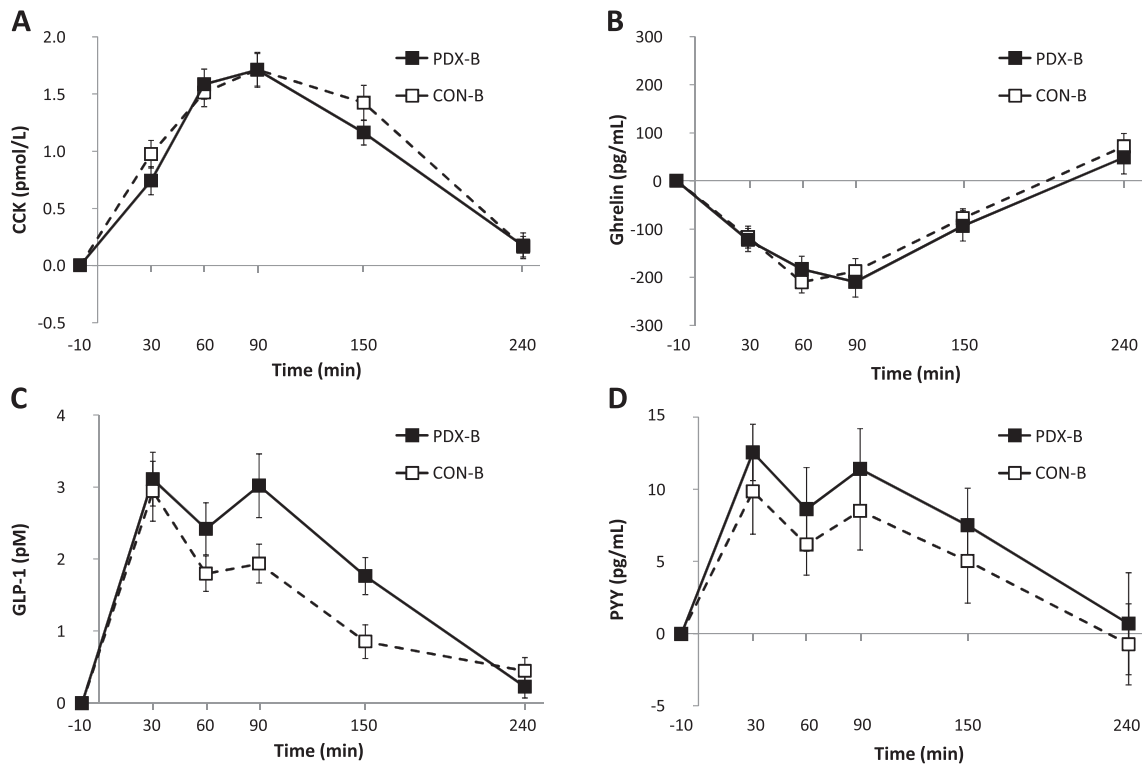 A
CCK (pmol/L)
2.0
1.5
1.0
0.5
0.0
-0.5
PDX-B
CON-B
-10 30 60 90 150 240
Time (min)
B
Ghrelin (pg/mL)
300
200
100
0
-100
-200
-300
PDX-B
CON-B
-10 30 60 90 150 240
Time (min)
C
GLP-1 (pM)
4
3
2
1
0
PDX-B
CON-B
-10 30 60 90 150 240
Time (min)
D
PYY (pg/mL)
15
10
5
0
-5
PDX-B
CON-B
-10 30 60 90 150 240
Time (min)